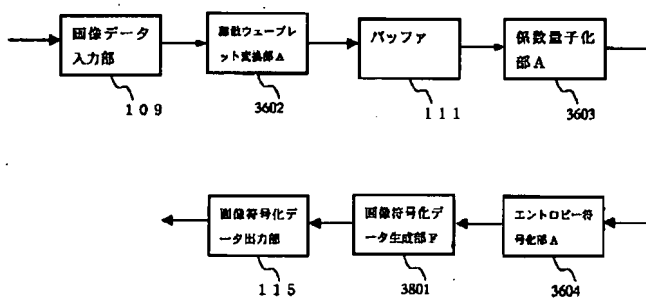 画像データ
入力部
109
離散ウェーブレ
ット変換部A
3602
バッファ
111
係数量子化
部A
3603
画像符号化デ
ータ出力部
115
画像符号化
データ生成部F
3801
エントロピー符
号化部A
3604